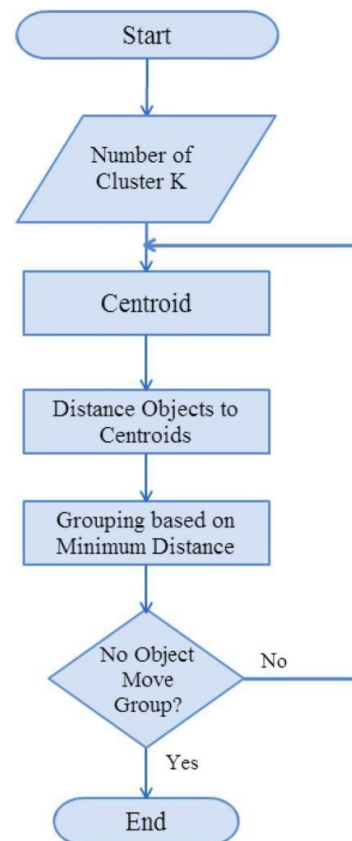 Start
Number of
Cluster K
Centroid
Distance Objects to
Centroids
Grouping based on
Minimum Distance
No Object
Move
Group?
No
Yes
End